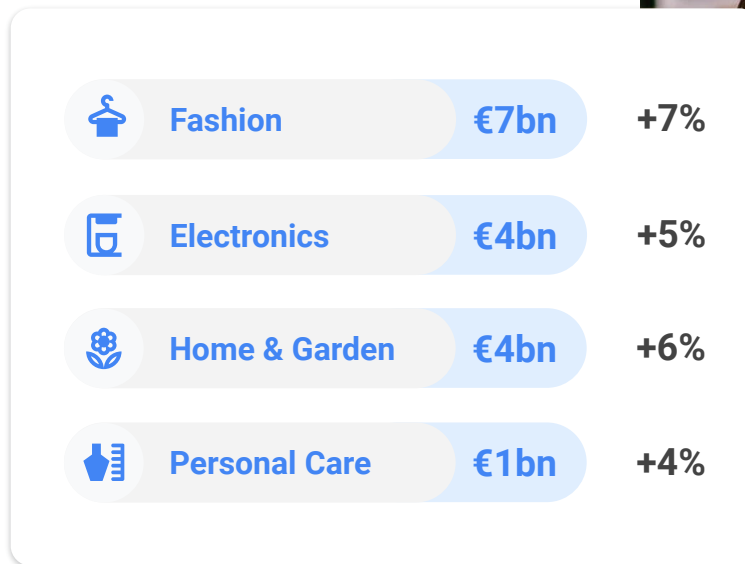 Fashion €7bn +7%
Electronics €4bn +5%
Home & Garden €4bn +6%
Personal Care €1bn +4%